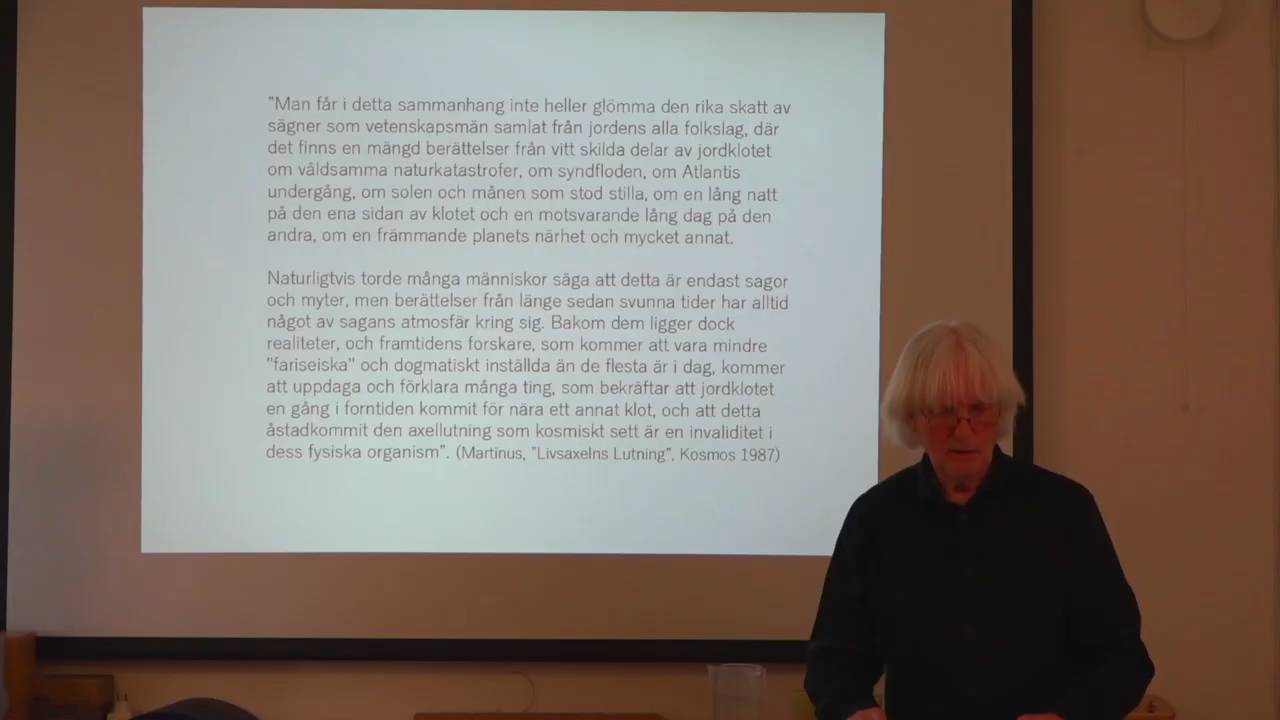 "Man får i detta sammanhang inte heller glömma den rika skatt av
sägner som vetenskapsmän samlat från jordens alla folkslag, där
det finns en mängd berättelser från vitt skilda delar av jordklotet
om våldsamma naturkatastrofer, om syndfloden, om Atlantis
undergång, om solen och månen som stod stilla, om en lång natt
på den ena sidan av klotet och en motsvarande lång dag på den
andra, om en främmande planets närhet och mycket annat.
Naturligtvis torde många människor säga att detta är endast sagor
och myter, men berättelser från länge sedan svunna tider har alltid
något av sagans atmosfär kring sig. Bakom dem ligger dock
realiteter, och framtidens forskare, som kommer att vara mindre
"fariseiska" och dogmatiskt inställda än de flesta är i dag, kommer
att uppdaga och förklara många ting, som bekräftar att jordklotet
en gång i forntiden kommit för nära ett annat klot, och att detta
åstadkommit den axellutning som kosmiskt sett är en invaliditet i
dess fysiska organism". (Martinus, "Livsaxelns Lutning", Kosmos 1987)